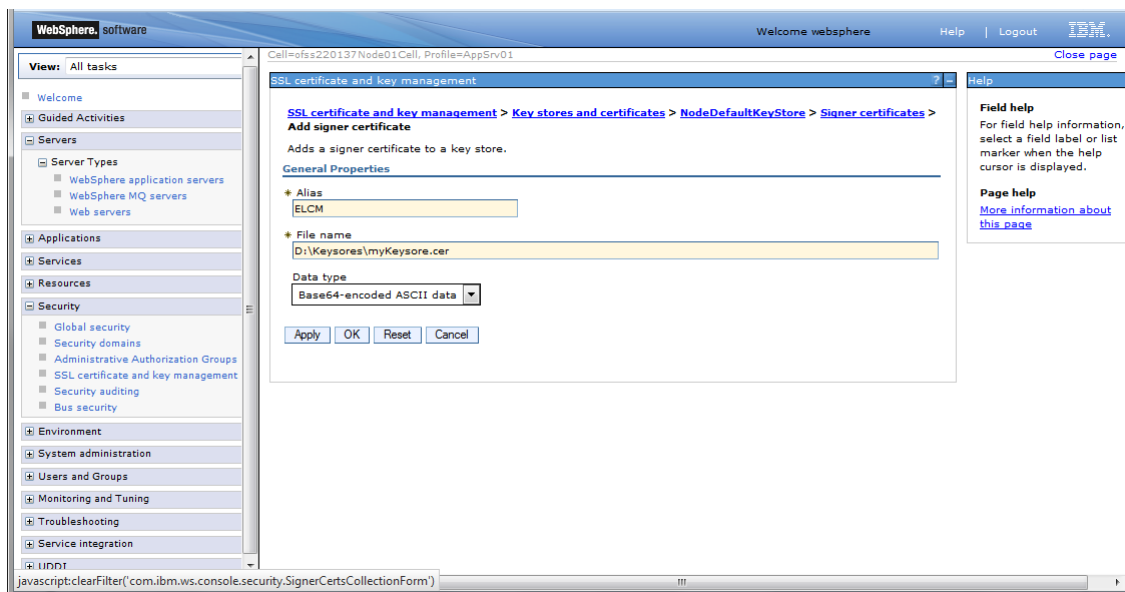 WebSphere. software
Welcome websphere
Help | Logout
IBM.
Cell=ofss220137Node01Cell, Profile=AppSrv01
Close page
View: All tasks
Welcome
Guided Activities
Servers
Server Types
WebSphere application servers
WebSphere MQ servers
Web servers
Applications
Services
Resources
Security
Global security
Security domains
Administrative Authorization Groups
SSL certificate and key management
Security auditing
Bus security
Environment
System administration
Users and Groups
Monitoring and Tuning
Troubleshooting
Service integration
UDDI
SSL certificate and key management
? -
SSL certificate and key management > Key stores and certificates > NodeDefaultKeyStore > Signer certificates >
Add signer certificate
Adds a signer certificate to a key store.
General Properties
Alias
ELCM
File name
D:\Keysores\myKeysore.cer
Data type
Base64-encoded ASCII data
Apply OK Reset Cancel
Help
Field help
For field help information,
select a field label or list
marker when the help
cursor is displayed.
Page help
More information about
this page
javascript:clearFilter('com.ibm.ws.console.security.SignerCertsCollectionForm')